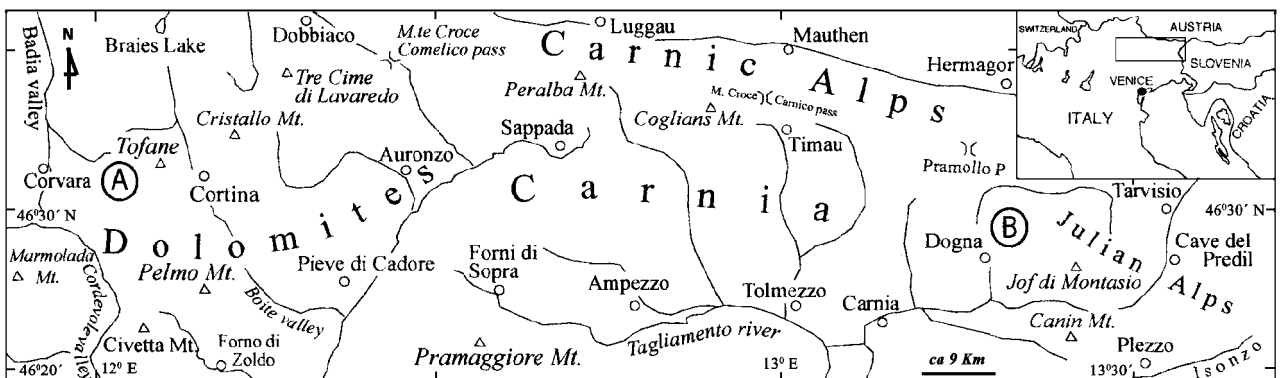 Badia valley
N
Braies Lake
Dobbiaco
M.te Croce
Comelico pass
Tre Cime
di Lavaredo
Cristallo Mt.
Tofane
Corvara
A
Cortina
Auronzo
46°30' N
Dolomites
Marmolada
Mt.
Cordevole valley
Pelmo Mt.
Boite valley
Pieve di Cadore
Civetta Mt.
Forno di
Zoldo
46°20'
12° E
Luggau
Mauthen
Hermagor
Carnic Alps
Peralba Mt.
M. Croce
Carnico pass
Coglians Mt.
Sappada
Timau
Pramollo P
Carnia
Forni di
Sopra
Ampezzo
Tolmezzo
Carnia
Pramaggiore Mt.
Tagliamento river
13° E
ca 9 Km
SWITZERLAND
AUSTRIA
SLOVENIA
VENICE
ITALY
CROATIA
Tarvisio
46°30' N
B
Dogna
Julian Alps
Cave del
Predil
Jof di Montasio
Canin Mt.
Plezzo
13°30'
Isonzo